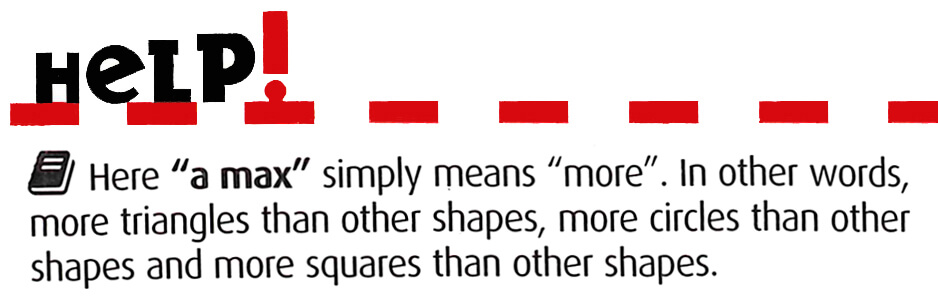 HeLP!
Here "a max" simply means "more". In other words,
more triangles than other shapes, more circles than other
shapes and more squares than other shapes.